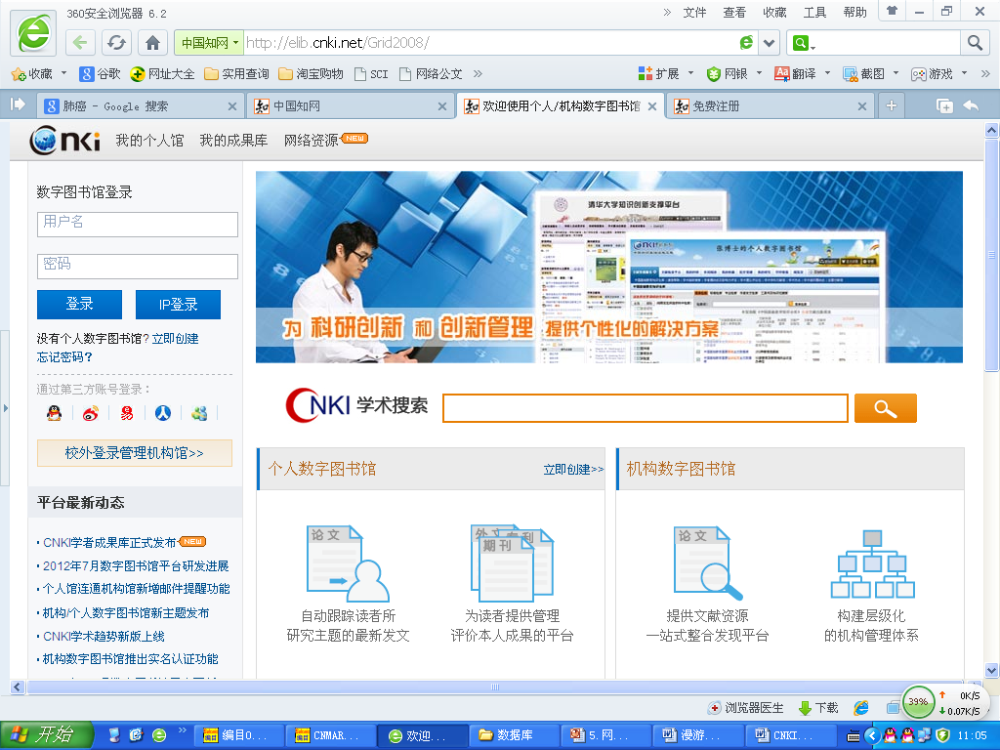 360安全浏览器 6.2
» 文件 查看 收藏 工具 帮助
中国知网 http://elib.cnki.net/Grid2008/
收藏 谷歌 网址大全 实用查询 淘宝购物 SCI 网络公文 » 扩展 网银 翻译 截图 游戏 »
肺癌 - Google 搜索 中国知网 欢迎使用个人/机构数字图书馆 免费注册
cnki 我的个人馆 我的成果库 网络资源 NEW
数字图书馆登录
用户名
密码
登录 IP登录
没有个人数字图书馆? 立即创建
忘记密码?
通过第三方账号登录:
校外登录管理机构馆>>
平台最新动态
CNKI学者成果库正式发布 NEW
2012年7月数字图书馆平台研发进展
个人馆连通机构馆新增邮件提醒功能
机构/个人数字图书馆新主题发布
CNKI学术趋势新版上线
机构数字图书馆推出实名认证功能
清华大学知识创新支撑平台
cnki 张博士的个人数字图书馆
为 科研创新 和 创新管理 提供个性化的解决方案
CNKI 学术搜索
个人数字图书馆 立即创建>>
论文
外文 专利
期刊
自动跟踪读者所
研究主题的最新发文
为读者提供管理
评价本人成果的平台
机构数字图书馆
论文
提供文献资源
一站式整合发现平台
构建层级化
的机构管理体系
浏览器医生 下载 39% 0K/S
0.07K/S
开始 » 编目0... CNMAR... 欢迎... 数据库 5. 网... 漫游... CNKI... 11:05